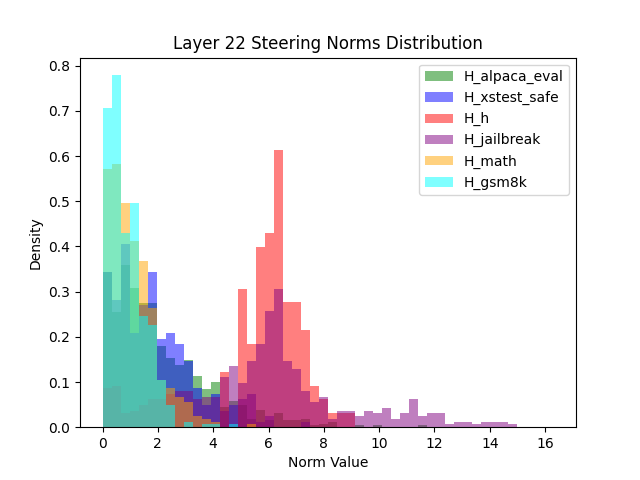 Layer 22 Steering Norms Distribution
0.8
0.7
0.6
0.5
0.4
0.3
0.2
0.1
0.0
Density
H_alpaca_eval
H_xstest_safe
H_h
H_jailbreak
H_math
H_gsm8k
0 2 4 6 8 10 12 14 16
Norm Value